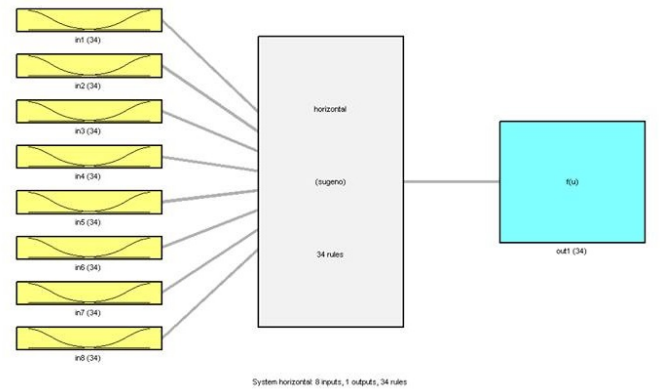 in1 (34)
in2 (34)
in3 (34)
in4 (34)
in5 (34)
in6 (34)
in7 (34)
in8 (34)
horizontal
(sugeno)
34 rules
f(u)
out1 (34)
System horizontal: 8 inputs, 1 outputs, 34 rules